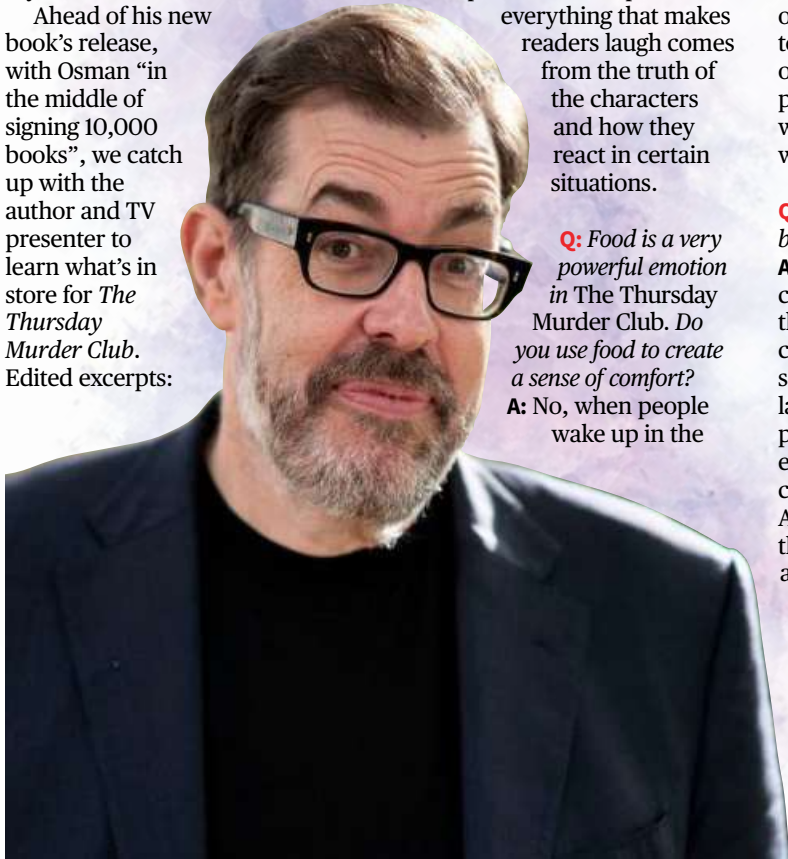 Ahead of his new
book’s release,
with Osman “in
the middle of
signing 10,000
books”, we catch
up with the
author and TV
presenter to
learn what’s in
store for The
Thursday
Murder Club.
Edited excerpts:
everything that makes
readers laugh comes
from the truth of
the characters
and how they
react in certain
situations.
Q: Food is a very
powerful emotion
in The Thursday
Murder Club. Do
you use food to create
a sense of comfort?
A: No, when people
wake up in the